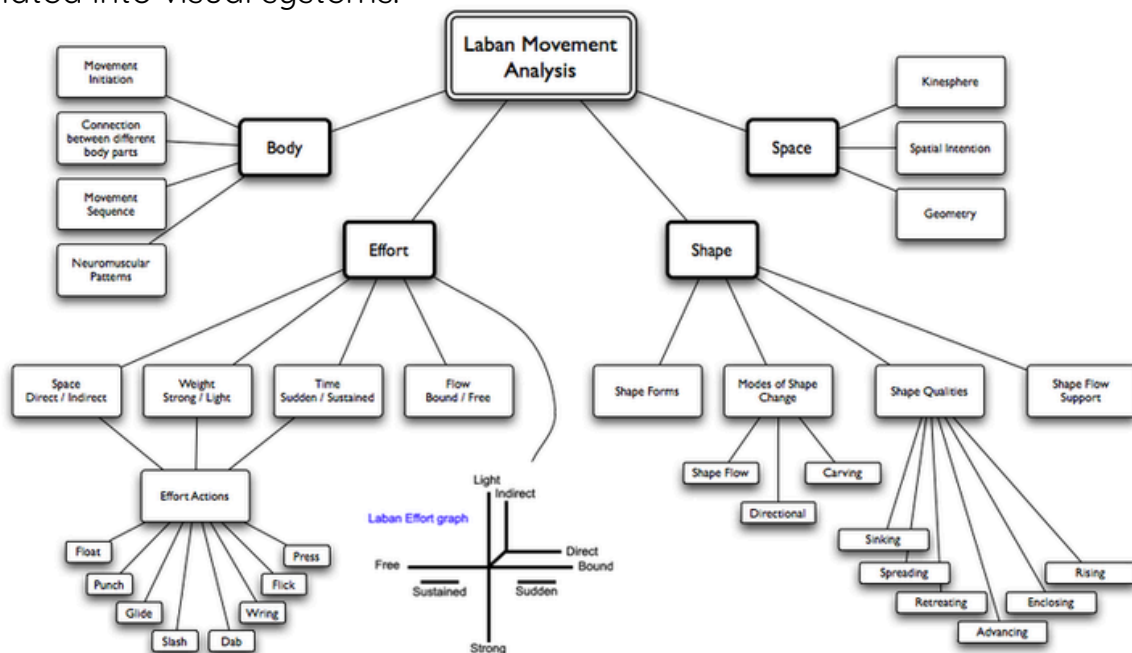 into visual systems.
Laban Movement
Analysis
Movement
Initiation
Connection
between different
body parts
Movement
Sequence
Neuromuscular
Patterns
Body
Space
Kinesphere
Spatial Intention
Geometry
Effort
Shape
Space
Direct / Indirect
Weight
Strong / Light
Time
Sudden / Sustained
Flow
Bound / Free
Shape Forms
Modes of Shape
Change
Shape Qualities
Shape Flow
Support
Effort Actions
Float
Punch
Glide
Slash
Dab
Wring
Flick
Press
Laban Effort graph
Light
Indirect
Direct
Free
Bound
Sustained
Sudden
Strong
Shape Flow
Directional
Carving
Sinking
Spreading
Retreating
Advancing
Enclosing
Rising